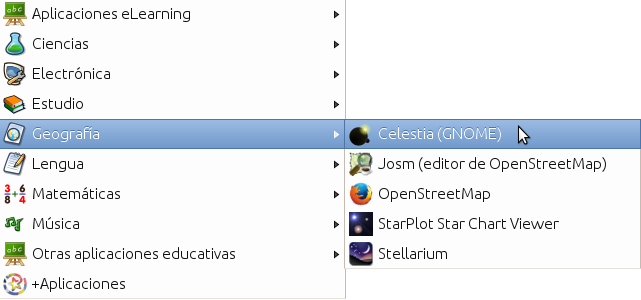 Aplicaciones eLearning
Ciencias
Electrónica
Estudio
Geografía
Lengua
Matemáticas
Música
Otras aplicaciones educativas
+Aplicaciones
Celestia (GNOME)
Josm (editor de OpenStreetMap)
OpenStreetMap
StarPlot Star Chart Viewer
Stellarium